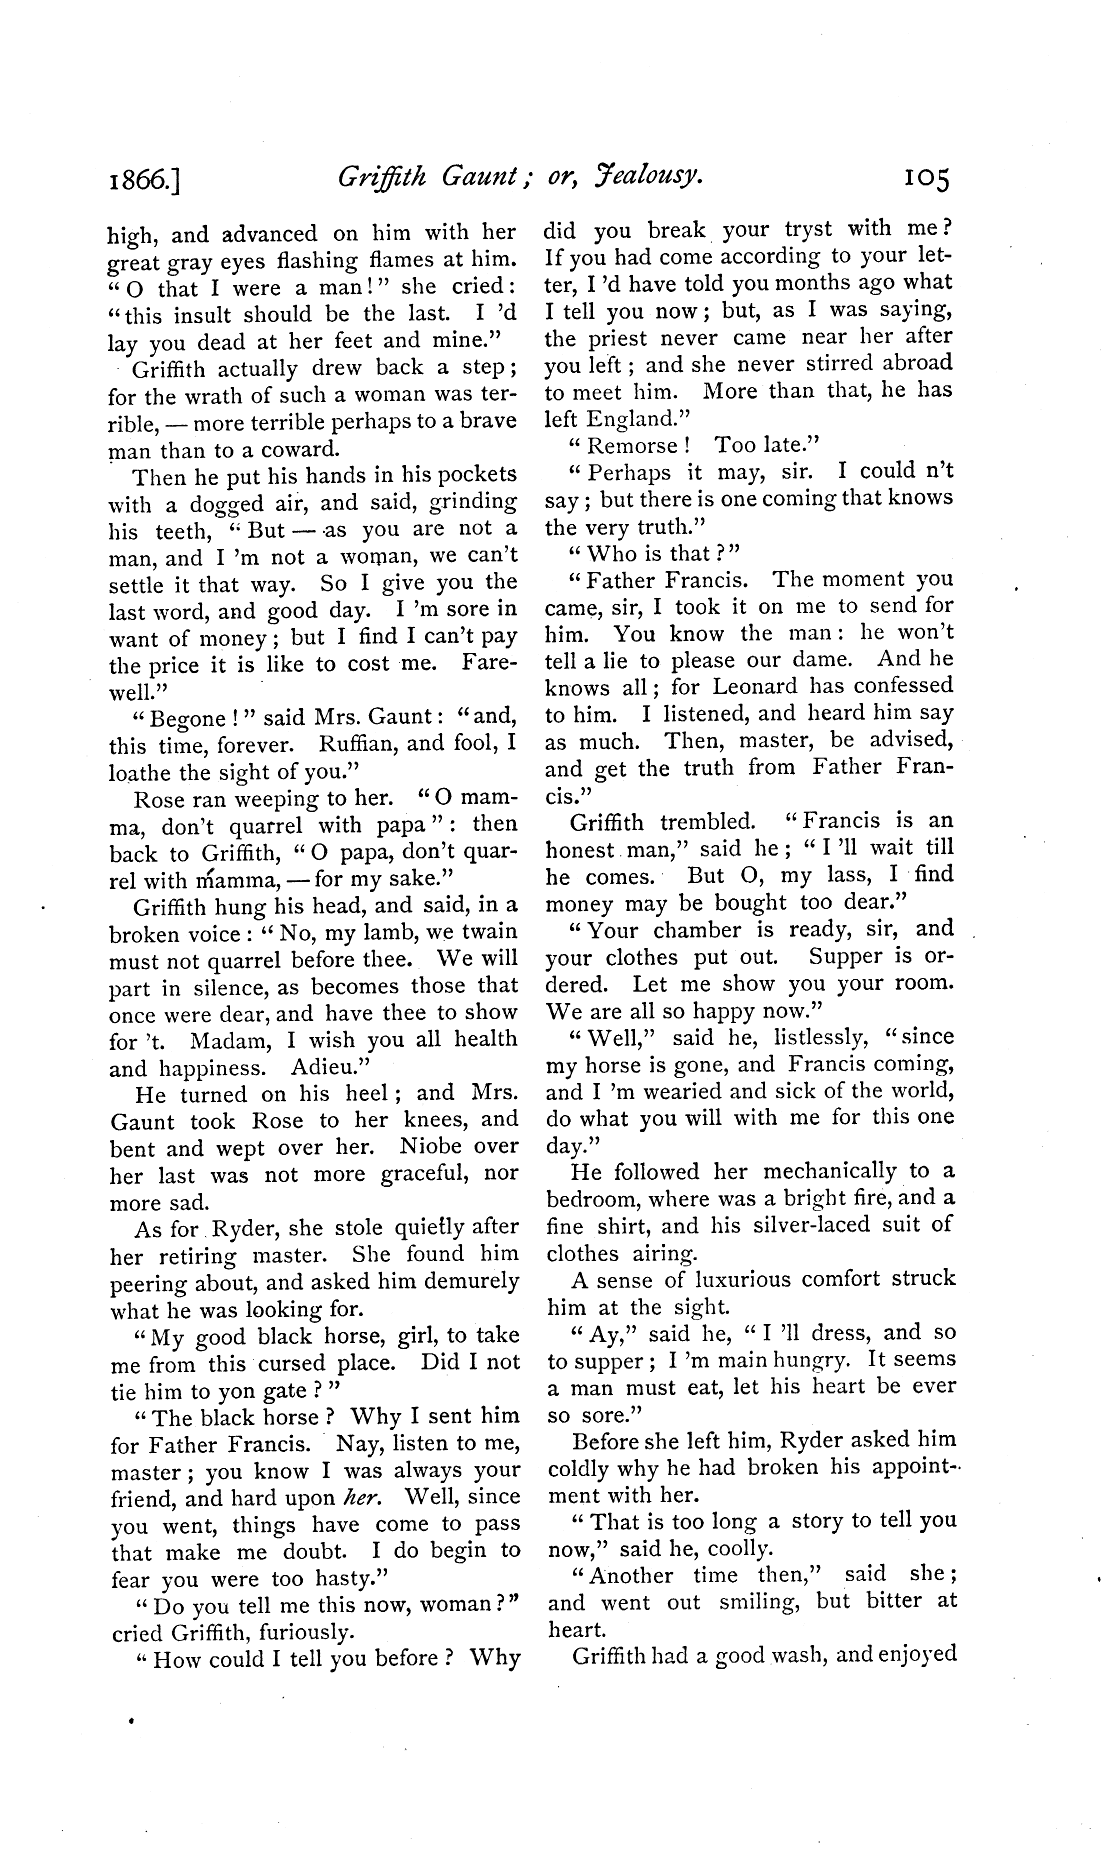 1866.] Griffith Gaunt; or, Jealousy. 105
high, and advanced on him with her
great gray eyes flashing flames at him.
“O that I were a man!” she cried:
“this insult should be the last. I 'd
lay you dead at her feet and mine.”
Griffith actually drew back a step;
for the wrath of such a woman was ter-
rible, — more terrible perhaps to a brave
man than to a coward.
Then he put his hands in his pockets
with a dogged air, and said, grinding
his teeth, “But — as you are not a
man, and I 'm not a woman, we can't
settle it that way. So I give you the
last word, and good day. I 'm sore in
want of money; but I find I can't pay
the price it is like to cost me. Fare-
well.”
“Begone!” said Mrs. Gaunt: “and,
this time, forever. Ruffian, and fool, I
loathe the sight of you.”
Rose ran weeping to her. “O mam-
ma, don't quarrel with papa”: then
back to Griffith, “O papa, don't quar-
rel with mamma, — for my sake.”
Griffith hung his head, and said, in a
broken voice: “No, my lamb, we twain
must not quarrel before thee. We will
part in silence, as becomes those that
once were dear, and have thee to show
for 't. Madam, I wish you all health
and happiness. Adieu.”
He turned on his heel; and Mrs.
Gaunt took Rose to her knees, and
bent and wept over her. Niobe over
her last was not more graceful, nor
more sad.
As for Ryder, she stole quietly after
her retiring master. She found him
peering about, and asked him demurely
what he was looking for.
“My good black horse, girl, to take
me from this cursed place. Did I not
tie him to yon gate?”
“The black horse? Why I sent him
for Father Francis. Nay, listen to me,
master; you know I was always your
friend, and hard upon her. Well, since
you went, things have come to pass
that make me doubt. I do begin to
fear you were too hasty.”
“Do you tell me this now, woman?”
cried Griffith, furiously.
“How could I tell you before? Why
did you break your tryst with me?
If you had come according to your let-
ter, I 'd have told you months ago what
I tell you now; but, as I was saying,
the priest never came near her after
you left; and she never stirred abroad
to meet him. More than that, he has
left England.”
“Remorse! Too late.”
“Perhaps it may, sir. I could n't
say; but there is one coming that knows
the very truth.”
“Who is that?”
“Father Francis. The moment you
came, sir, I took it on me to send for
him. You know the man: he won't
tell a lie to please our dame. And he
knows all; for Leonard has confessed
to him. I listened, and heard him say
as much. Then, master, be advised,
and get the truth from Father Fran-
cis.”
Griffith trembled. “Francis is an
honest man,” said he; “I 'll wait till
he comes. But O, my lass, I find
money may be bought too dear.”
“Your chamber is ready, sir, and
your clothes put out. Supper is or-
dered. Let me show you your room.
We are all so happy now.”
“Well,” said he, listlessly, “since
my horse is gone, and Francis coming,
and I 'm wearied and sick of the world,
do what you will with me for this one
day.”
He followed her mechanically to a
bedroom, where was a bright fire, and a
fine shirt, and his silver-laced suit of
clothes airing.
A sense of luxurious comfort struck
him at the sight.
“Ay,” said he, “I 'll dress, and so
to supper; I 'm main hungry. It seems
a man must eat, let his heart be ever
so sore.”
Before she left him, Ryder asked him
coldly why he had broken his appoint-
ment with her.
“That is too long a story to tell you
now,” said he, coolly.
“Another time then,” said she;
and went out smiling, but bitter at
heart.
Griffith had a good wash, and enjoyed